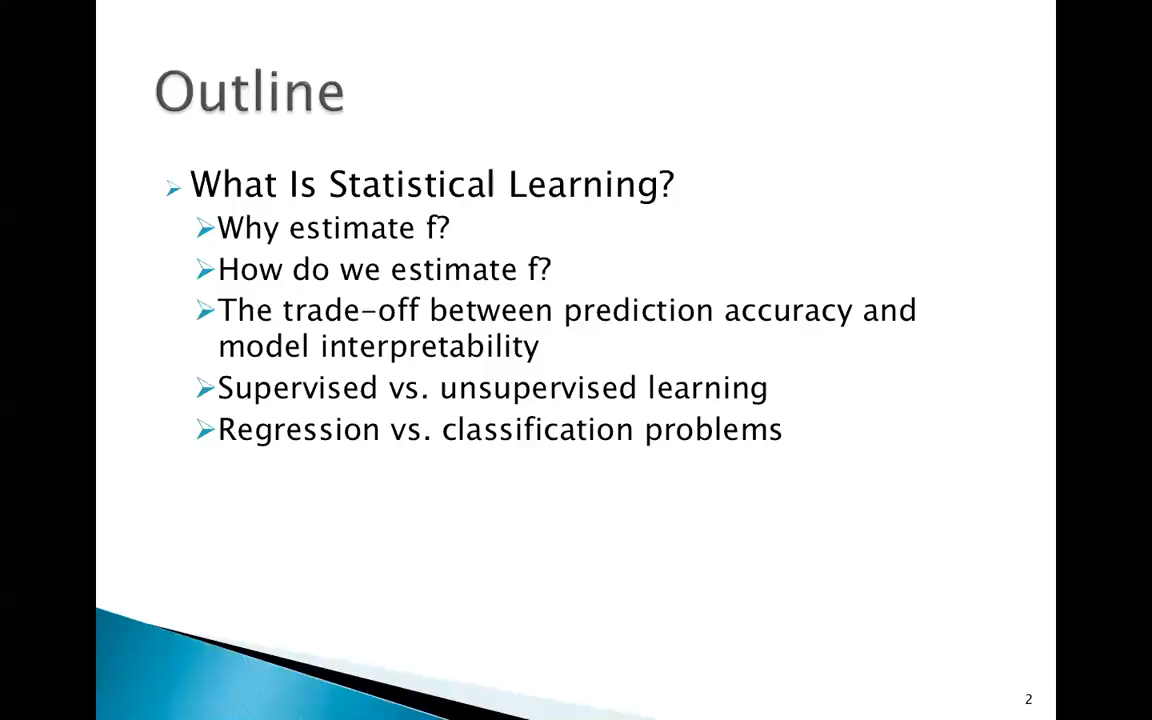 Outline
What Is Statistical Learning?
Why estimate f?
How do we estimate f?
The trade-off between prediction accuracy and
model interpretability
Supervised vs. unsupervised learning
Regression vs. classification problems
2